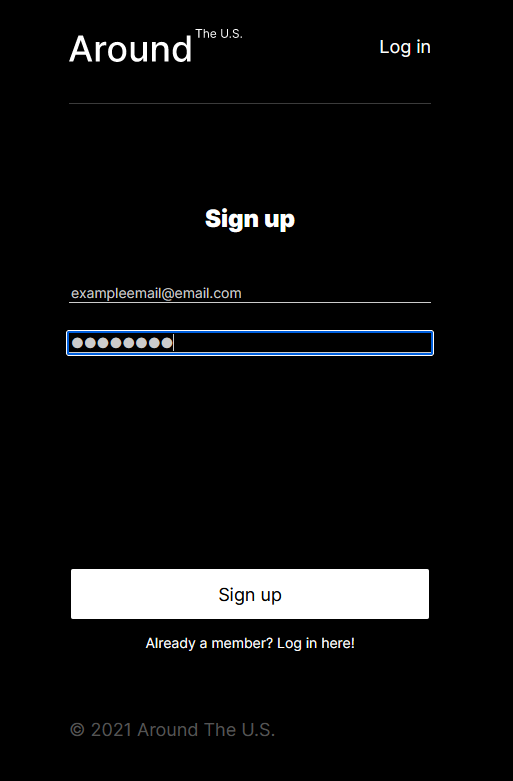 Around The U.S.
Log in
Sign up
exampleemail@email.com
●●●●●●●●
Sign up
Already a member? Log in here!
© 2021 Around The U.S.